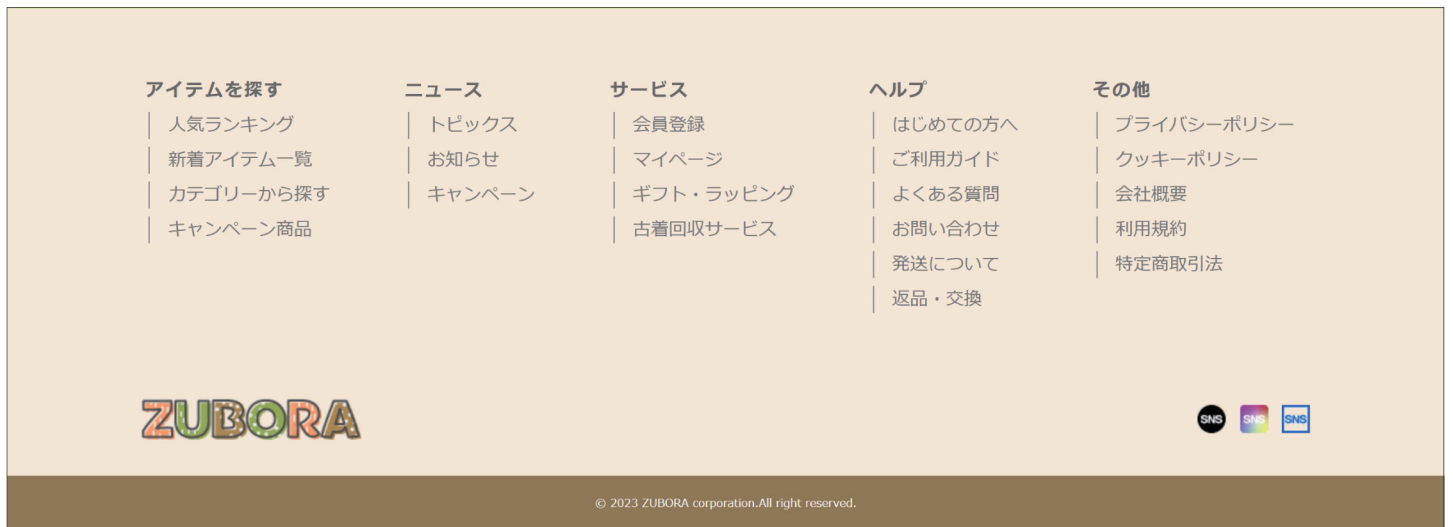 アイテムを探す
人気ランキング
新着アイテム一覧
カテゴリーから探す
キャンペーン商品
ニュース
トピックス
お知らせ
キャンペーン
サービス
会員登録
マイページ
ギフト・ラッピング
古着回収サービス
ヘルプ
はじめての方へ
ご利用ガイド
よくある質問
お問い合わせ
発送について
返品・交換
その他
プライバシーポリシー
クッキーポリシー
会社概要
利用規約
特定商取引法
ZUBORA
SNS SNS SNS
© 2023 ZUBORA corporation.All right reserved.